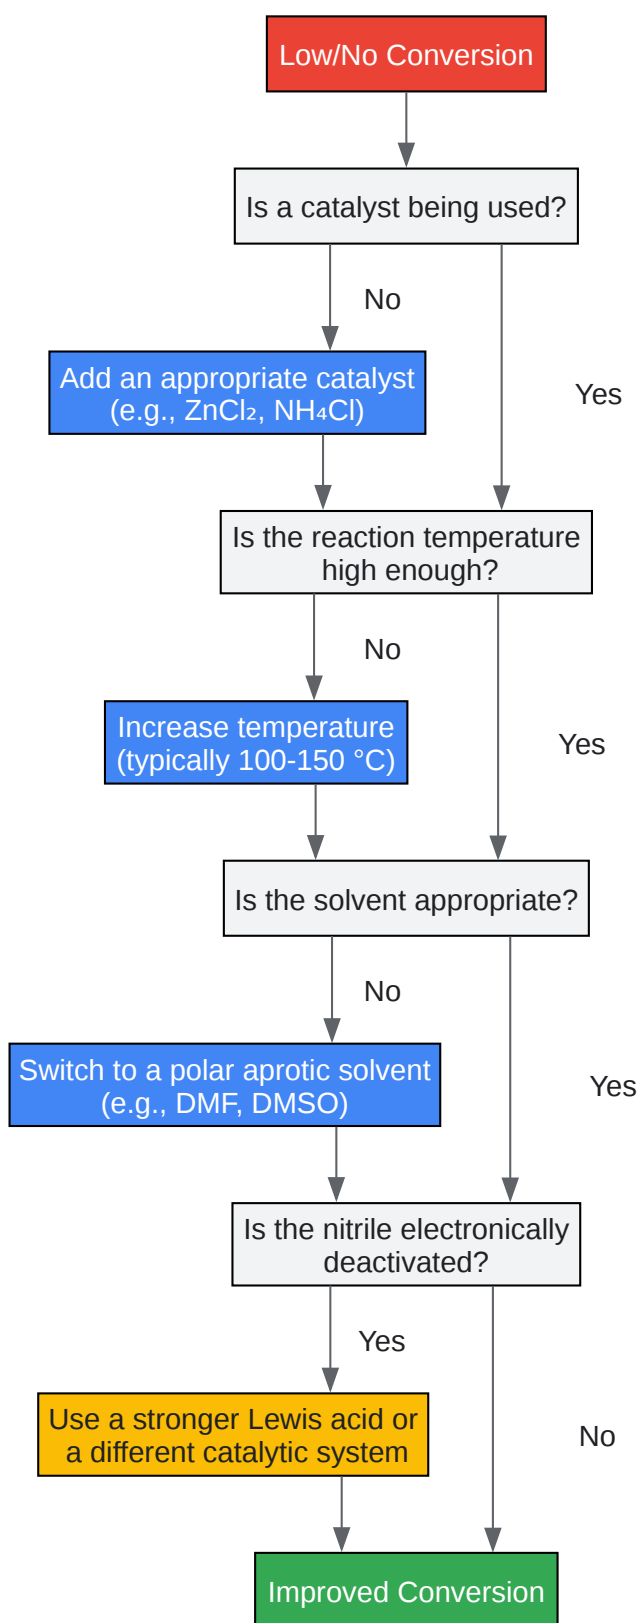 Low/No Conversion
Is a catalyst being used?
No
Add an appropriate catalyst
(e.g., ZnCl₂, NH₄Cl)
Yes
Is the reaction temperature
high enough?
No
Increase temperature
(typically 100-150 °C)
Yes
Is the solvent appropriate?
No
Switch to a polar aprotic solvent
(e.g., DMF, DMSO)
Yes
Is the nitrile electronically
deactivated?
Yes
Use a stronger Lewis acid or
a different catalytic system
No
Improved Conversion